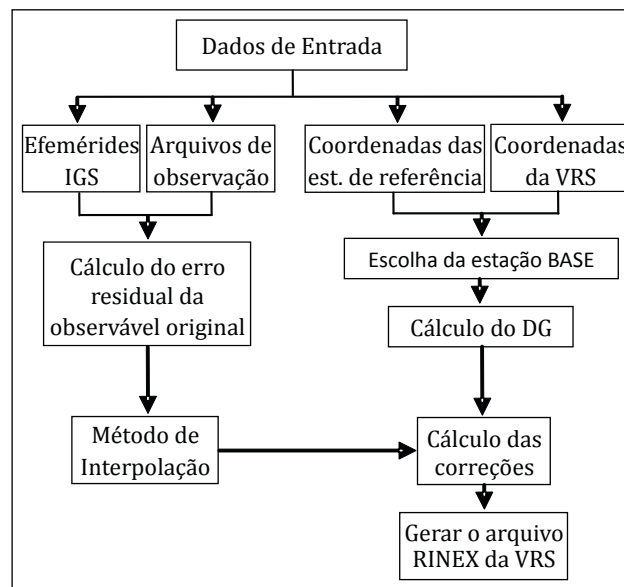 Dados de Entrada
Efemérides
IGS
Arquivos de
observação
Coordenadas das
est. de referência
Coordenadas
da VRS
Cálculo do erro
residual da
observável original
Escolha da estação BASE
Cálculo do DG
Método de
Interpolação
Cálculo das
correções
Gerar o arquivo
RINEX da VRS